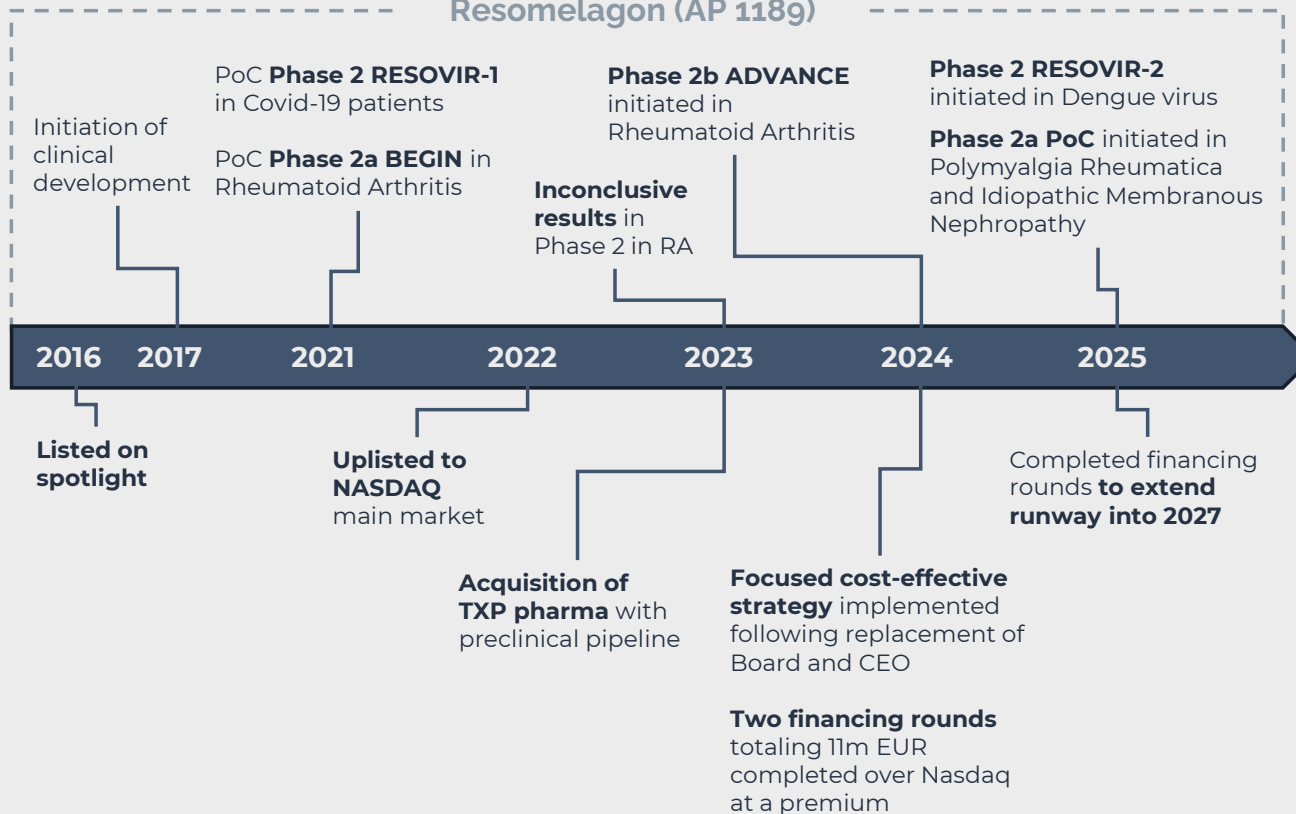 Resomelagon (AP 1189)
Initiation of
clinical
development
PoC Phase 2 RESOVIR-1
in Covid-19 patients
PoC Phase 2a BEGIN in
Rheumatoid Arthritis
Inconclusive
results in
Phase 2 in RA
Phase 2b ADVANCE
initiated in
Rheumatoid Arthritis
Phase 2 RESOVIR-2
initiated in Dengue virus
Phase 2a PoC initiated in
Polymyalgia Rheumatica
and Idiopathic Membranous
Nephropathy
2016 2017 2021 2022 2023 2024 2025
Listed on
spotlight
Uplisted to
NASDAQ
main market
Acquisition of
TXP pharma with
preclinical pipeline
Focused cost-effective
strategy implemented
following replacement of
Board and CEO
Two financing rounds
totaling 11m EUR
completed over Nasdaq
at a premium
Completed financing
rounds to extend
runway into 2027